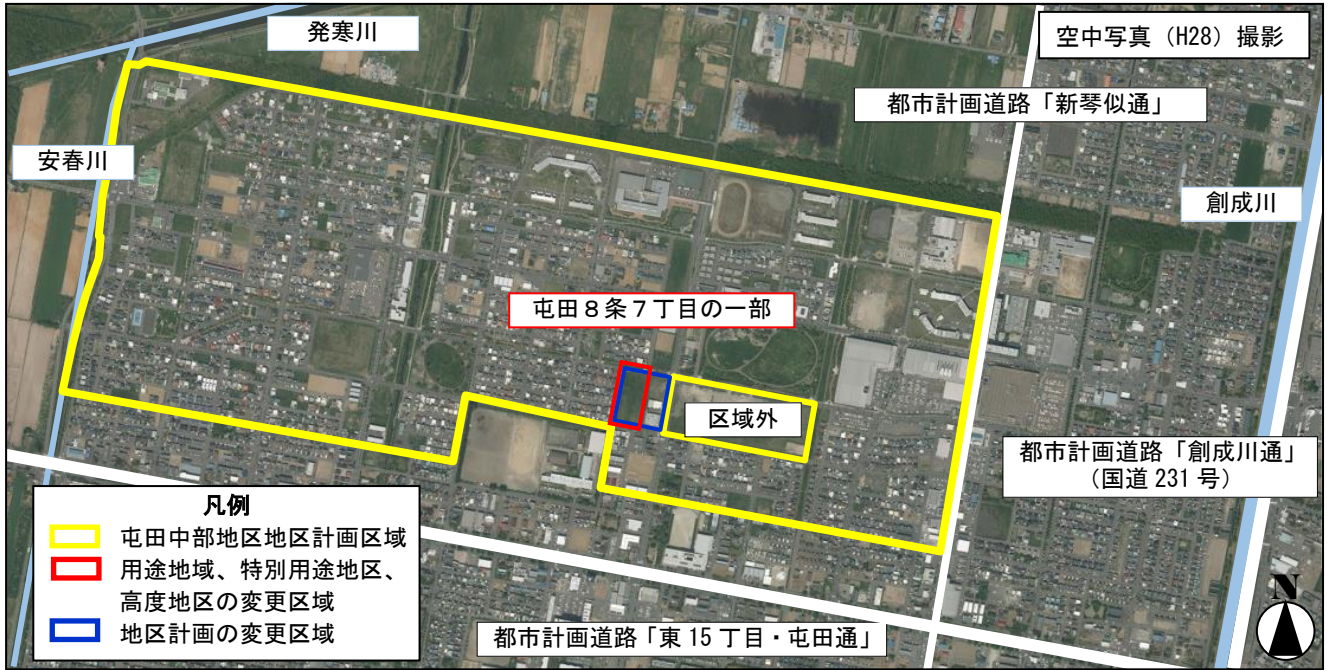 発寒川
空中写真（H28）撮影
都市計画道路「新琴似通」
安春川
創成川
屯田８条７丁目の一部
区域外
都市計画道路「創成川通」
（国道 231 号）
凡例
屯田中部地区地区計画区域
用途地域、特別用途地区、
高度地区の変更区域
地区計画の変更区域
都市計画道路「東 15 丁目・屯田通」
N